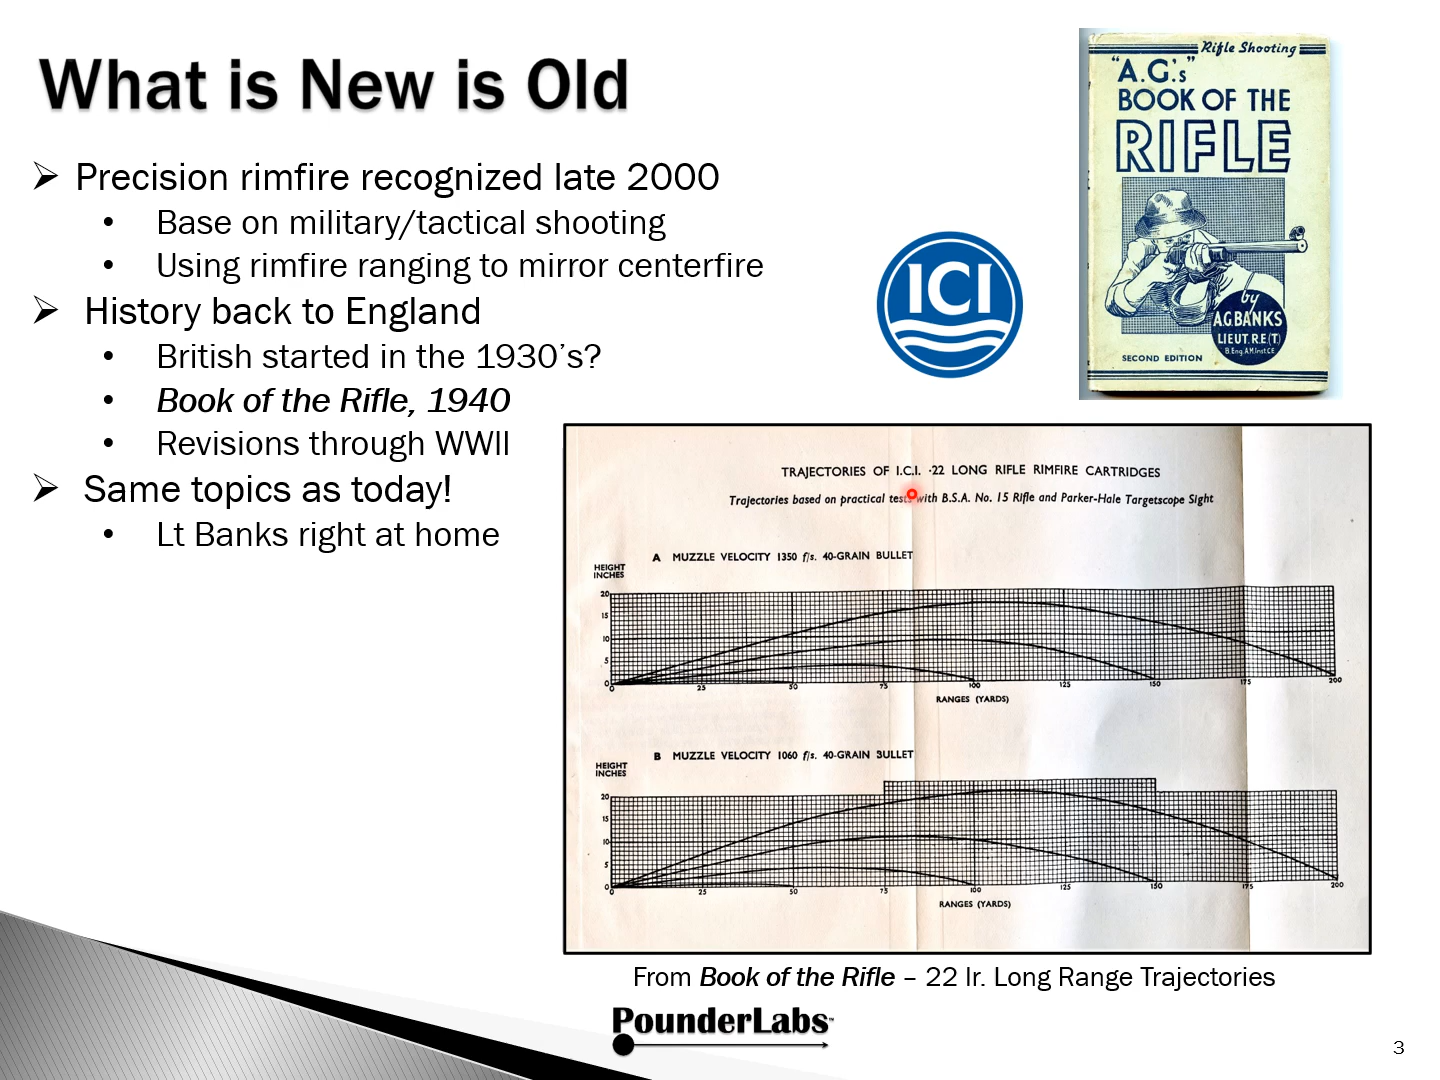 What is New is Old
Precision rimfire recognized late 2000
Base on military/tactical shooting
Using rimfire ranging to mirror centerfire
History back to England
British started in the 1930's?
Book of the Rifle, 1940
Revisions through WWII
Same topics as today!
Lt Banks right at home
ICI
Rifle Shooting
"A.G.'s"
BOOK OF THE
RIFLE
by
A.G.BANKS
LIEUT. R.E.(T)
B.Eng. A.M.Inst.C.E
SECOND EDITION
TRAJECTORIES OF I.C.I. ·22 LONG RIFLE RIMFIRE CARTRIDGES
Trajectories based on practical tests with B.S.A. No. 15 Rifle and Parker-Hale Targetscope Sight
A MUZZLE VELOCITY 1350 f/s. 40-GRAIN BULLET
HEIGHT
INCHES
20
15
10
5
0
0 25 50 75 100 125 150 175 200
RANGES (YARDS)
B MUZZLE VELOCITY 1060 f/s. 40-GRAIN BULLET
HEIGHT
INCHES
20
15
10
5
0
0 25 50 75 100 125 150 175 200
RANGES (YARDS)
From Book of the Rifle – 22 lr. Long Range Trajectories
PounderLabs™
3